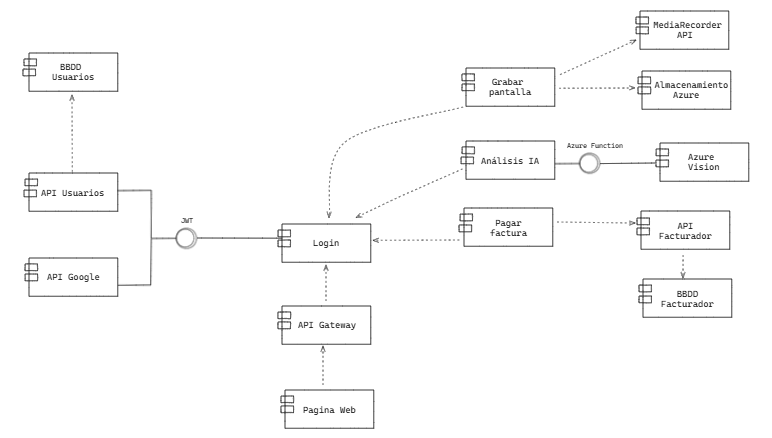 MediaRecorder
API
BBDD
Usuarios
Grabar
pantalla
Almacenamiento
Azure
Azure Function
Análisis IA
Azure
Vision
API Usuarios
JWT
Pagar
factura
API
Facturador
Login
API Google
BBDD
Facturador
API Gateway
Pagina Web